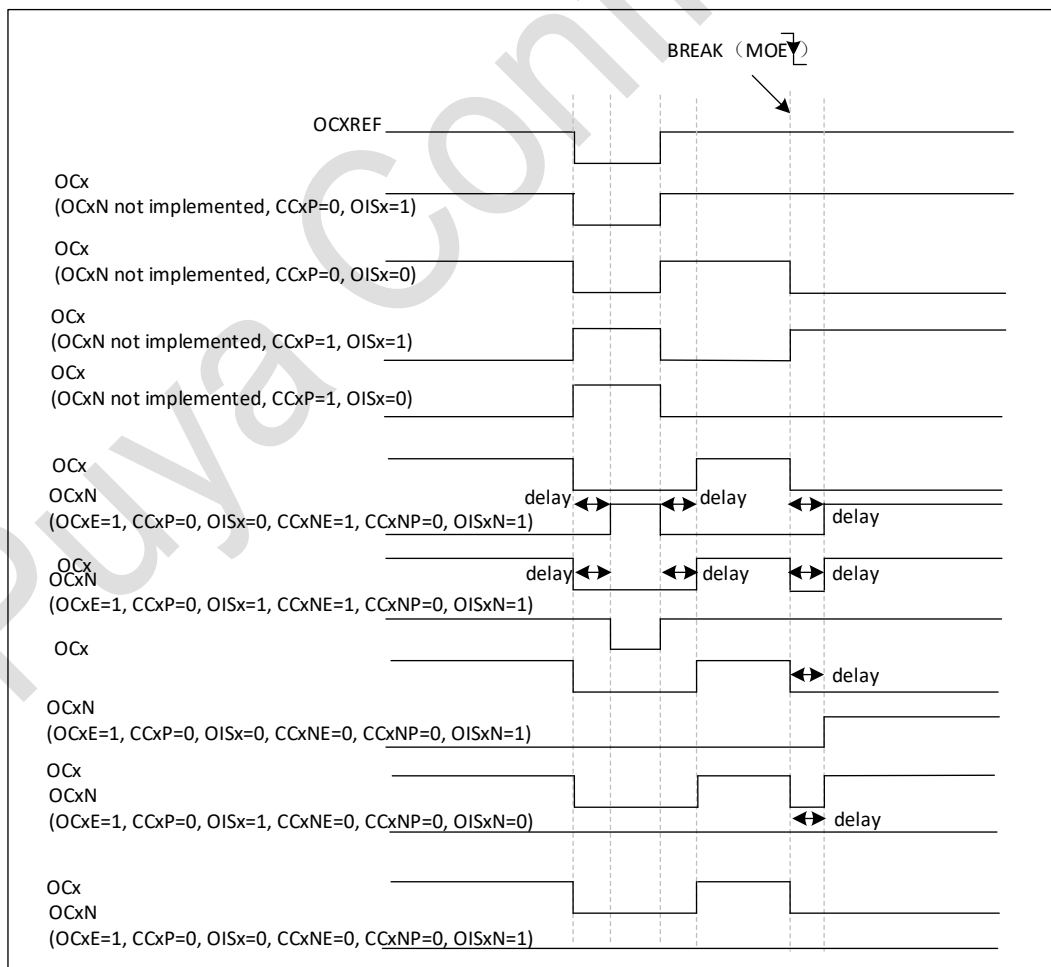 BREAK（MOE）
OCXREF
OCx
(OCxN not implemented, CCxP=0, OISx=1)
OCx
(OCxN not implemented, CCxP=0, OISx=0)
OCx
(OCxN not implemented, CCxP=1, OISx=1)
OCx
(OCxN not implemented, CCxP=1, OISx=0)
OCx
OCxN
delay delay delay
(OCxE=1, CCxP=0, OISx=0, CCxNE=1, CCxNP=0, OISxN=1)
OCx
OCxN
delay delay delay
(OCxE=1, CCxP=0, OISx=1, CCxNE=1, CCxNP=0, OISxN=1)
OCx
delay
OCxN
(OCxE=1, CCxP=0, OISx=0, CCxNE=0, CCxNP=0, OISxN=1)
OCx
OCxN
(OCxE=1, CCxP=0, OISx=1, CCxNE=0, CCxNP=0, OISxN=0)
delay
OCx
OCxN
(OCxE=1, CCxP=0, OISx=0, CCxNE=0, CCxNP=0, OISxN=1)
Puya